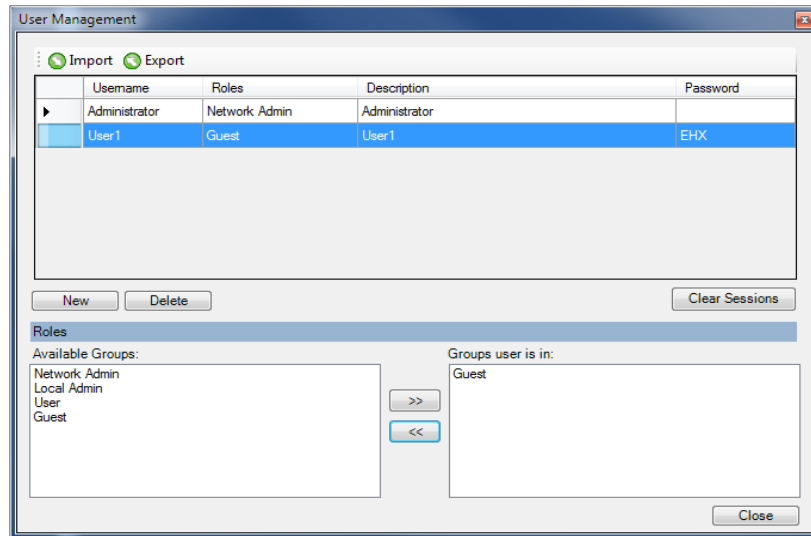 User Management
Import Export
Username Roles Description Password
Administrator Network Admin Administrator
User1 Guest User1 EHX
New Delete Clear Sessions
Roles
Available Groups: Groups user is in:
Network Admin Guest
Local Admin
User
Guest
>>
<<
Close